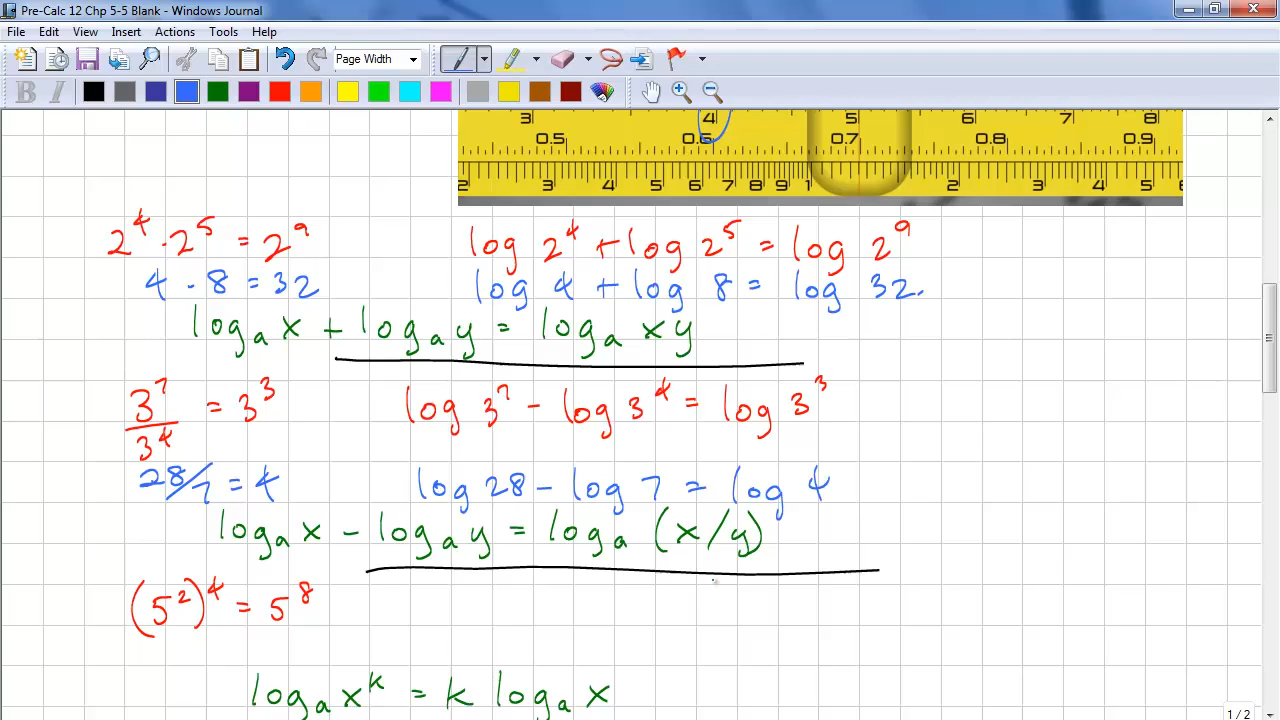 Pre-Calc 12 Chp 5-5 Blank - Windows Journal
File Edit View Insert Actions Tools Help
Page Width
B I
3 4 5 6 7 8
0.5 0.6 0.7 0.8 0.9
2 3 4 5 6 7 8 9 1 2 3 4 5
2⁴ · 2⁵ = 2⁹ log 2⁴ + log 2⁵ = log 2⁹
4 · 8 = 32 log 4 + log 8 = log 32.
logₐ x + logₐ y = logₐ xy
3⁷/3⁴ = 3³ log 3⁷ - log 3⁴ = log 3³
28/7 = 4 log 28 - log 7 = log 4
logₐ x - logₐ y = logₐ (x/y)
(5²)⁴ = 5⁸
logₐ xᵏ = k logₐ x
1/2